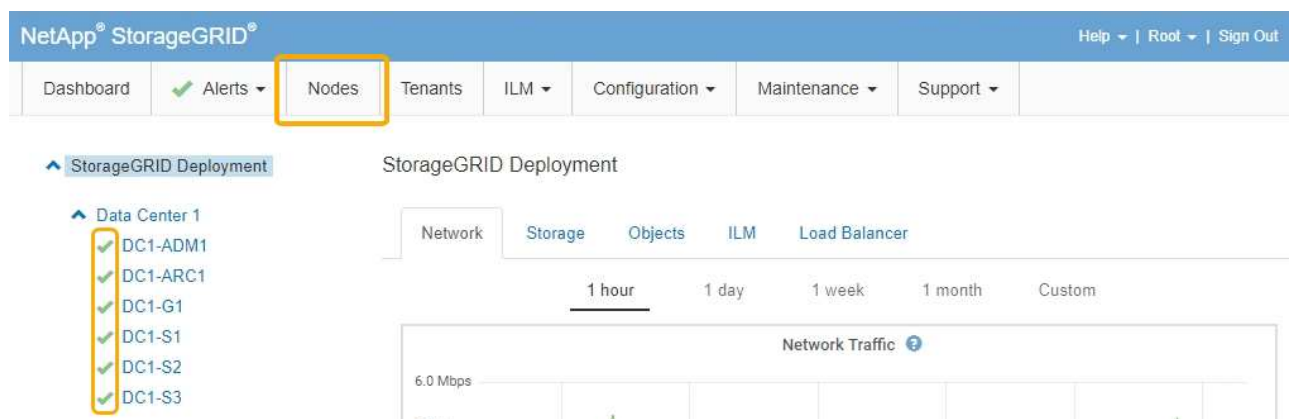 NetApp® StorageGRID®
Help | Root | Sign Out
Dashboard Alerts Nodes Tenants ILM Configuration Maintenance Support
StorageGRID Deployment
StorageGRID Deployment
Data Center 1
DC1-ADM1
DC1-ARC1
DC1-G1
DC1-S1
DC1-S2
DC1-S3
Network Storage Objects ILM Load Balancer
1 hour 1 day 1 week 1 month Custom
Network Traffic ?
6.0 Mbps